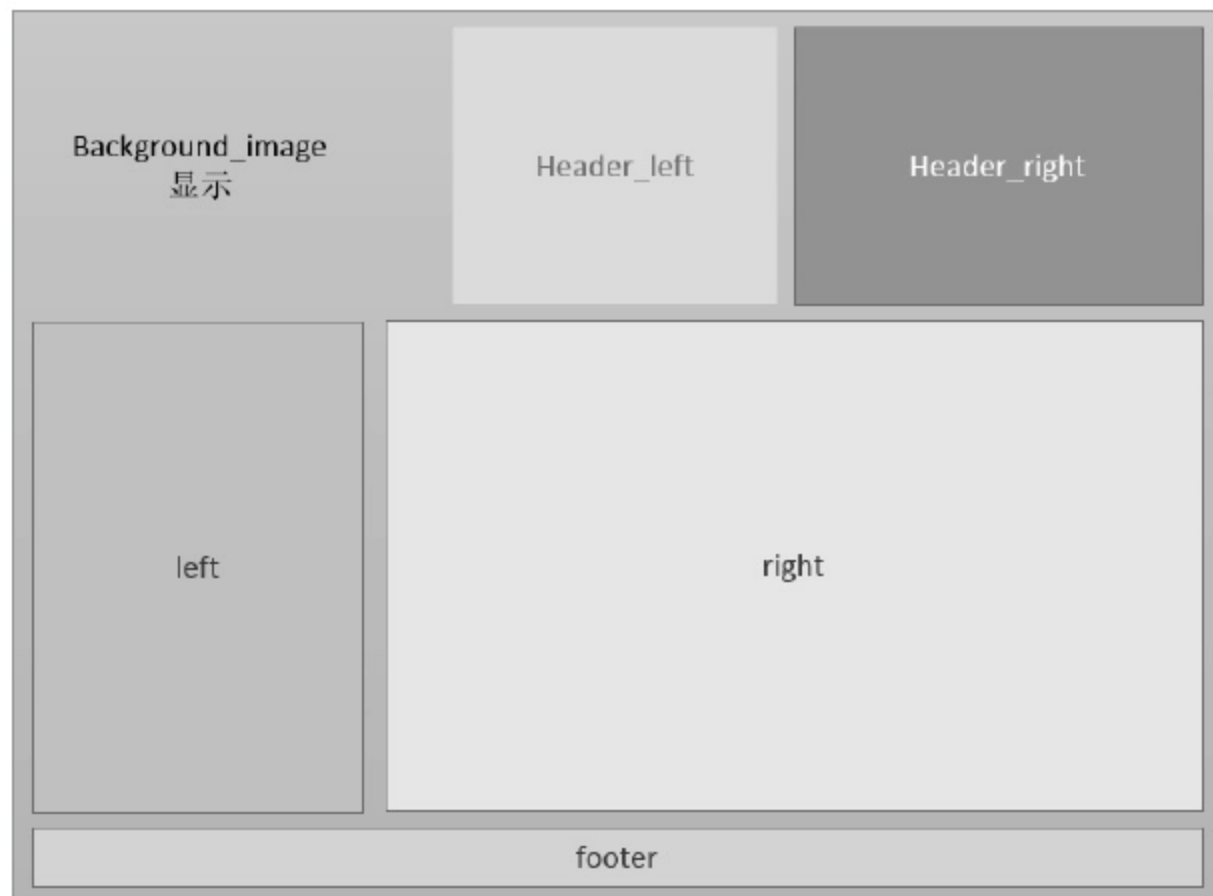 Background_image
显示
Header_left
Header_right
left
right
footer